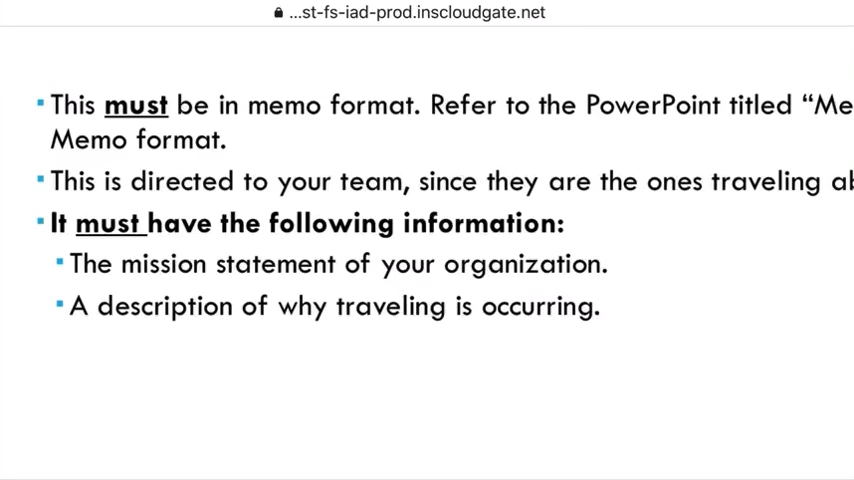 ...st-fs-iad-prod.inscloudgate.net
This must be in memo format. Refer to the PowerPoint titled “Me
Memo format.
This is directed to your team, since they are the ones traveling
It must have the following information:
The mission statement of your organization.
A description of why traveling is occurring.